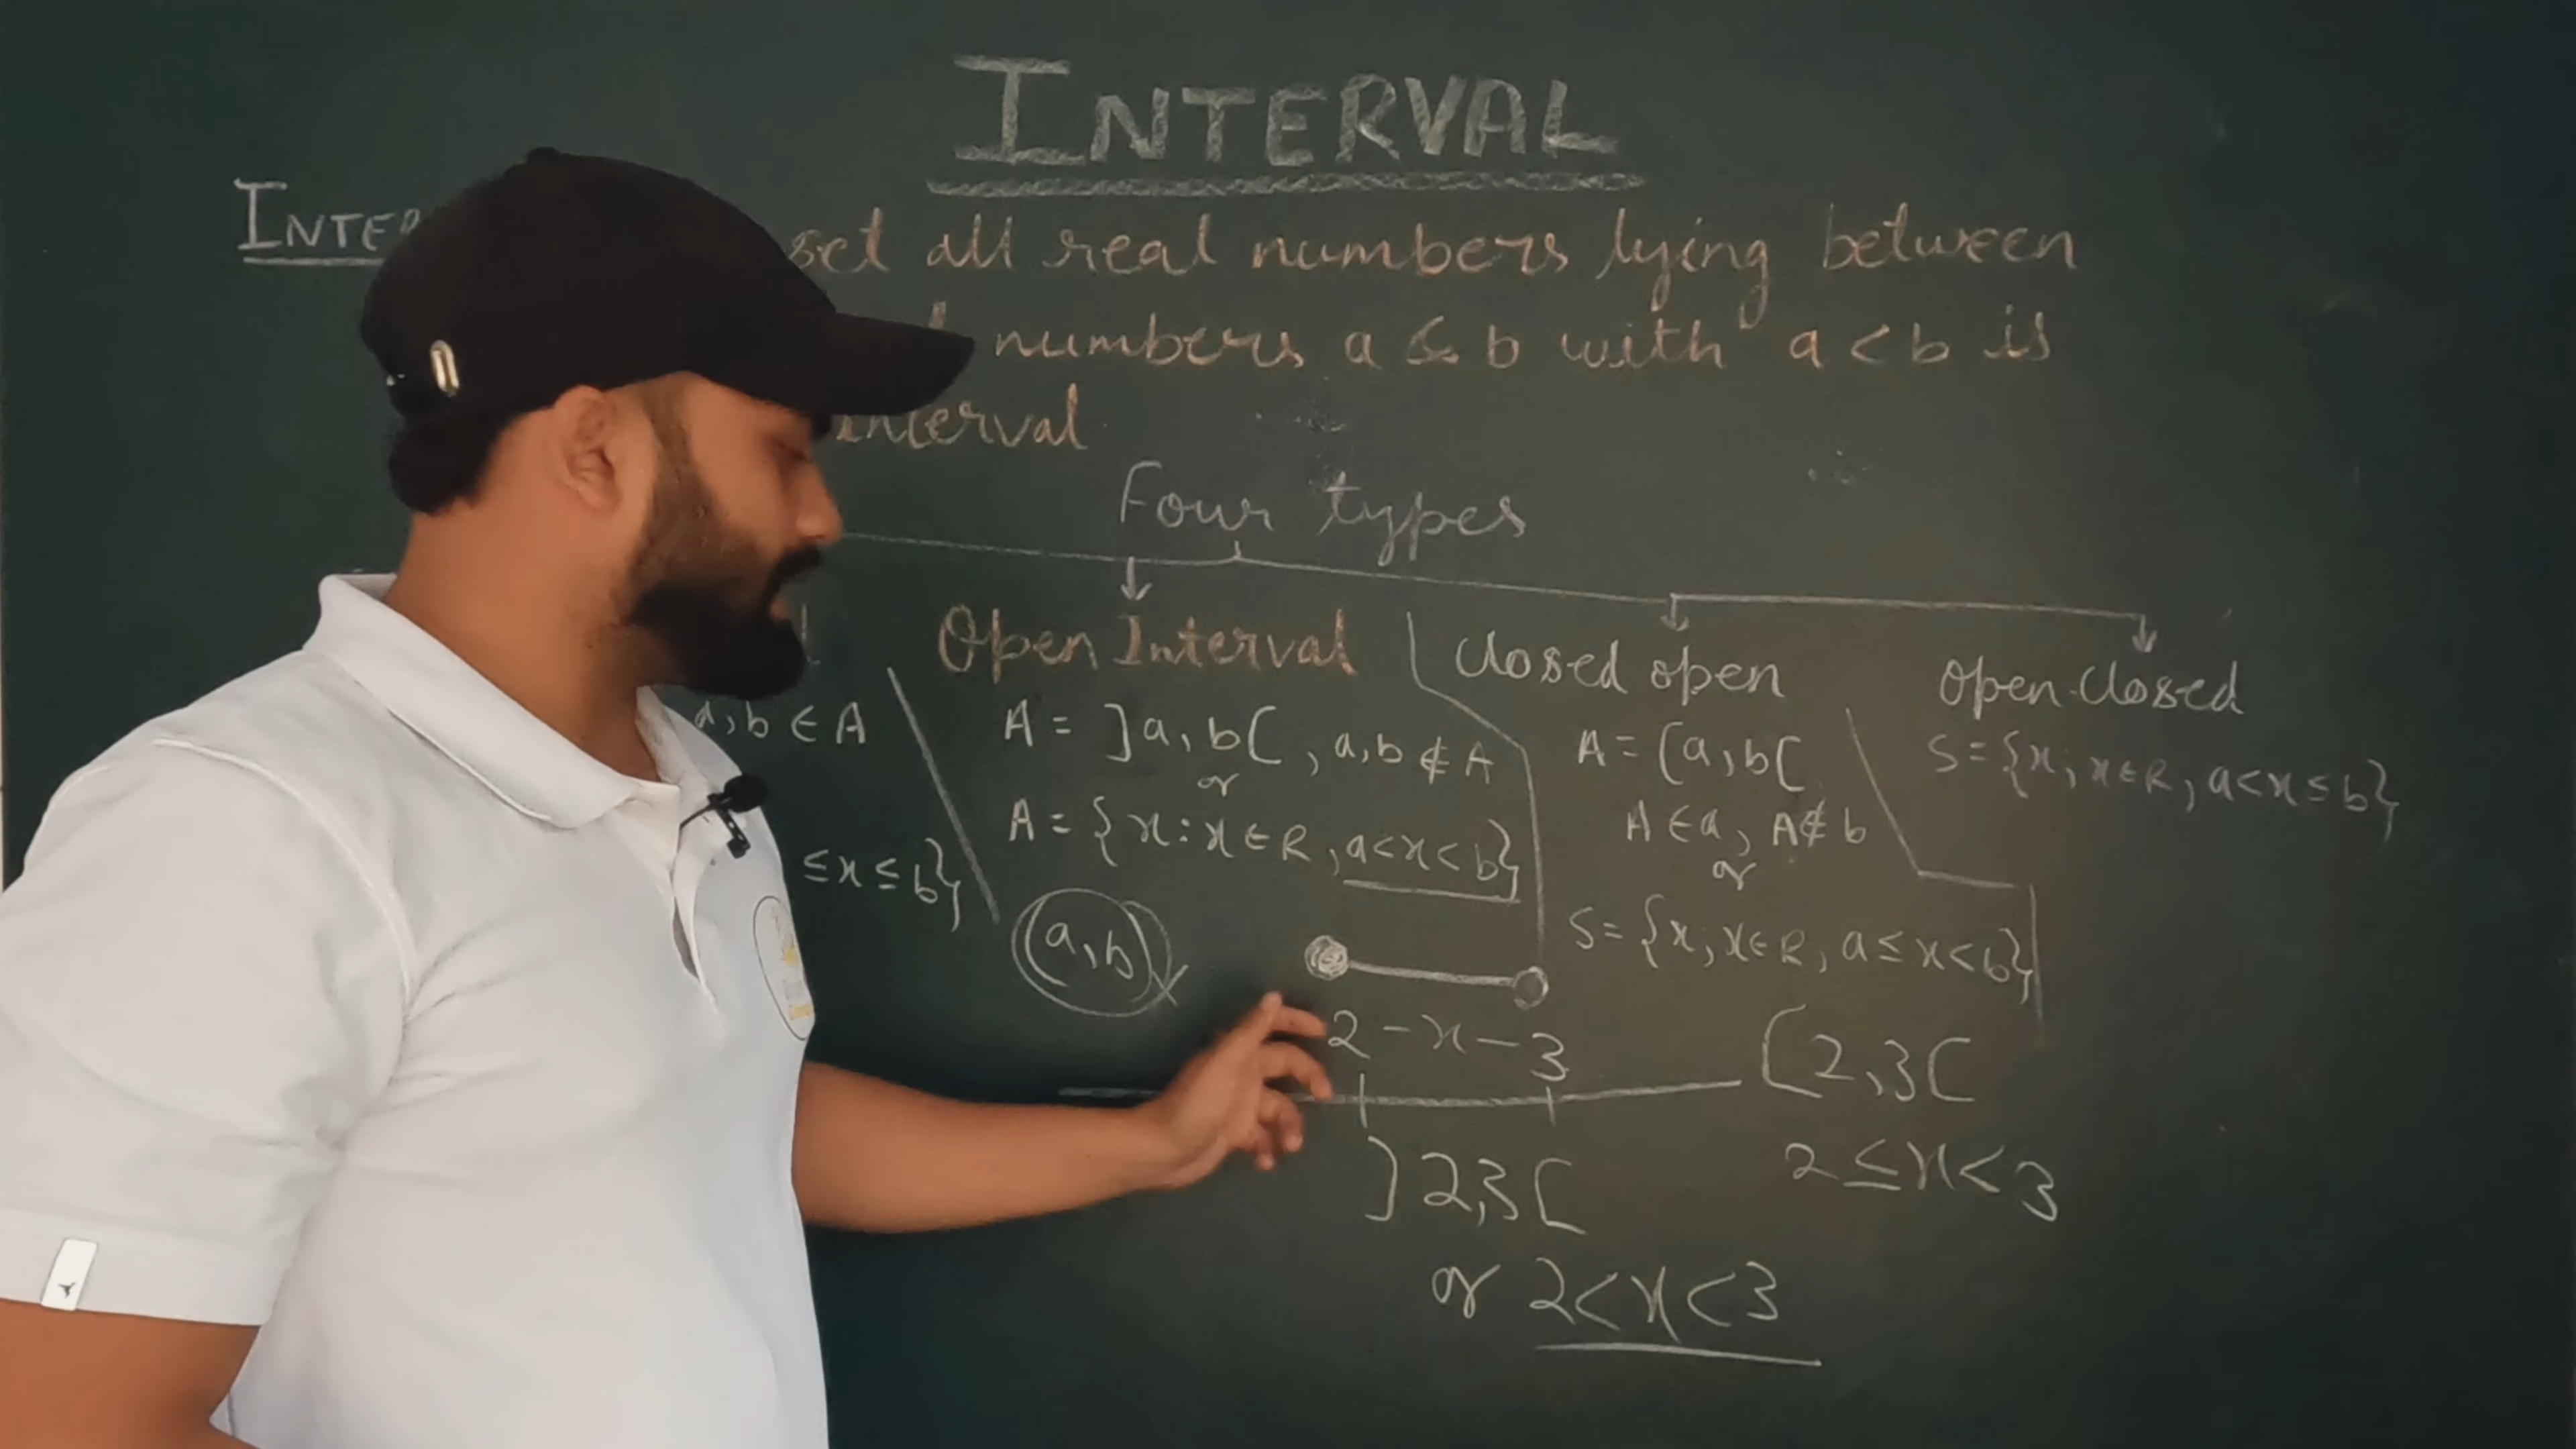 INTERVAL
set all real numbers lying between
numbers a & b with a < b is
interval
Four types
Open Interval
closed open
open-closed
a, b ∈ A
A = ]a, b[ , a, b ∉ A
or
A = {x : x ∈ R, a<x<b}
≤x≤b}
(a, b)
A = [a, b[
A ∈ a, A ∉ b
or
S = {x; x∈R, a≤x<b}
S = {x; x∈R, a<x≤b}
2 - x - 3
[2,3[
]2,3[
2≤x<3
or 2<x<3